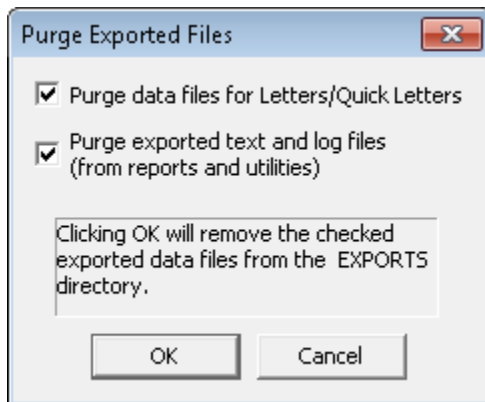 Purge Exported Files
Purge data files for Letters/Quick Letters
Purge exported text and log files
(from reports and utilities)
Clicking OK will remove the checked
exported data files from the  EXPORTS
directory.
OK
Cancel